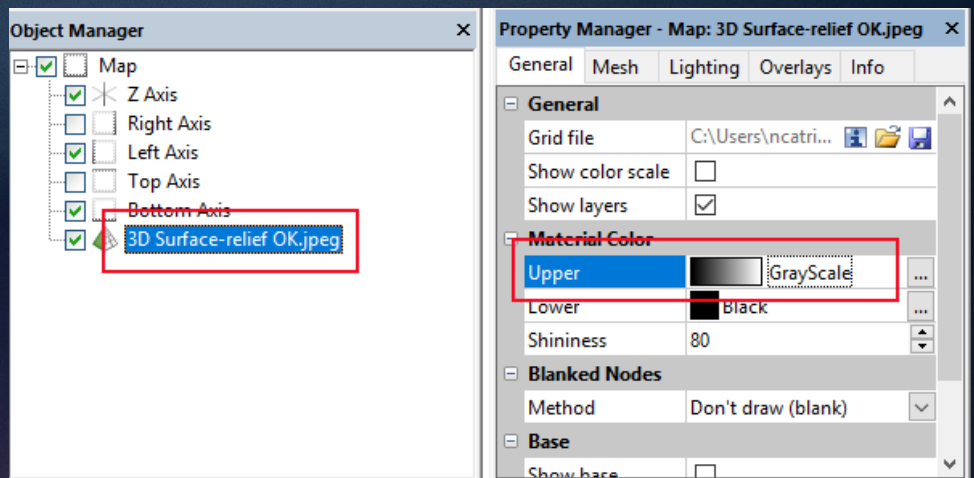 Object Manager
Map
Z Axis
Right Axis
Left Axis
Top Axis
Bottom Axis
3D Surface-relief OK.jpeg
Property Manager - Map: 3D Surface-relief OK.jpeg
General Mesh Lighting Overlays Info
General
Grid file C:\Users\ncatri...
Show color scale
Show layers
Material Color
Upper GrayScale ...
Lower Black ...
Shininess 80
Blanked Nodes
Method Don't draw (blank)
Base
Show base